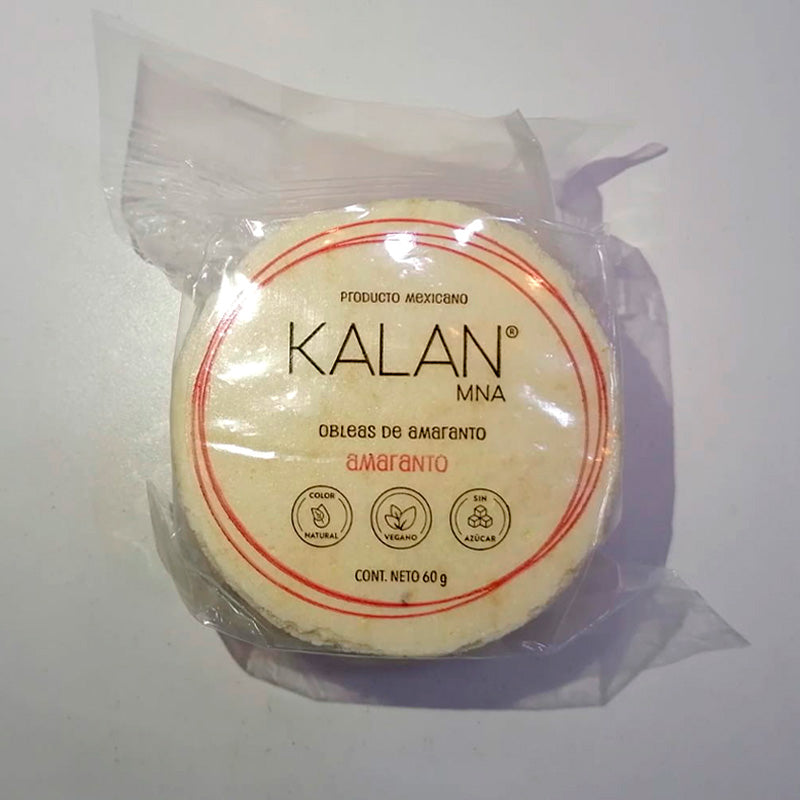 PRODUCTO MEXICANO
KALAN®
MNA
OBLEAS DE AMARANTO
AMARANTO
COLOR NATURAL
VEGANO
SIN AZÚCAR
CONT. NETO 60 g